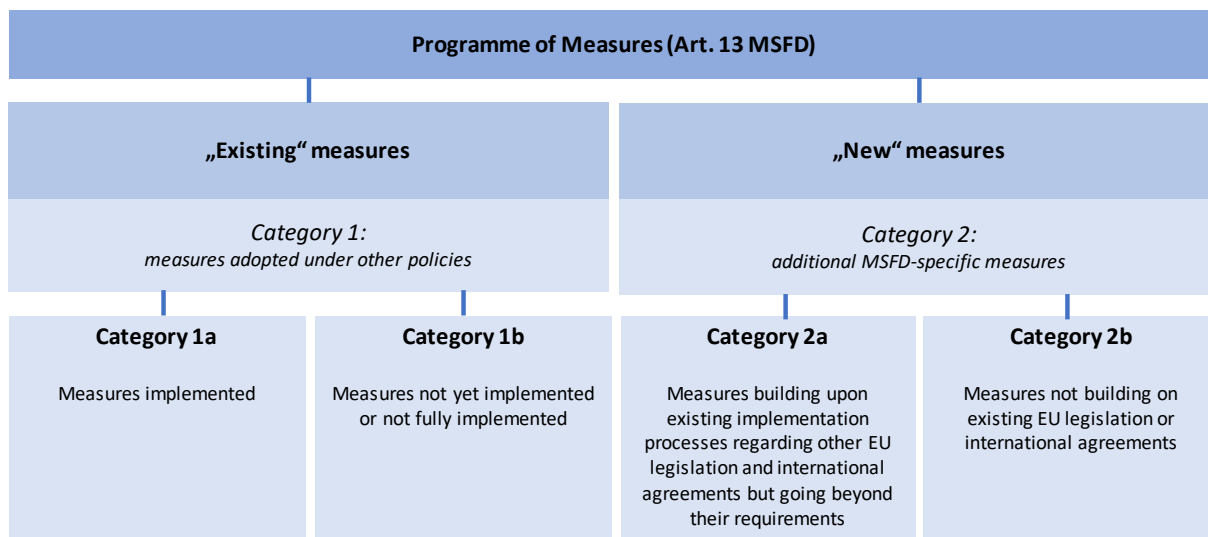 Programme of Measures (Art. 13 MSFD)
„Existing“ measures
„New“ measures
Category 1:
measures adopted under other policies
Category 2:
additional MSFD-specific measures
Category 1a
Measures implemented
Category 1b
Measures not yet implemented
or not fully implemented
Category 2a
Measures building upon
existing implementation
processes regarding other EU
legislation and international
agreements but going beyond
their requirements
Category 2b
Measures not building on
existing EU legislation or
international agreements